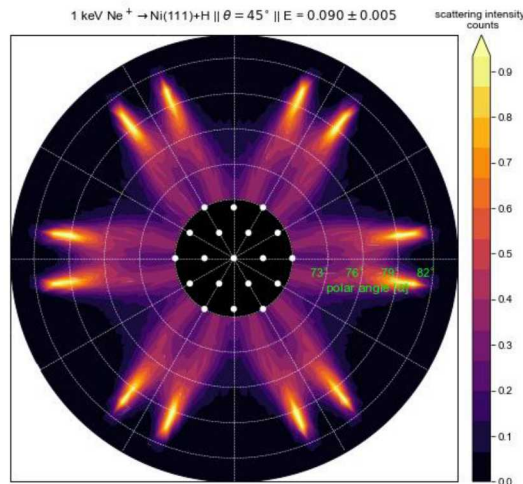 1 keV Ne⁺ → Ni(111)+H || θ = 45° || E = 0.090 ± 0.005
scattering intensity
counts
0.9
0.8
0.7
0.6
0.5
0.4
0.3
0.2
0.1
0.0
73° 76° 79° 82°
polar angle